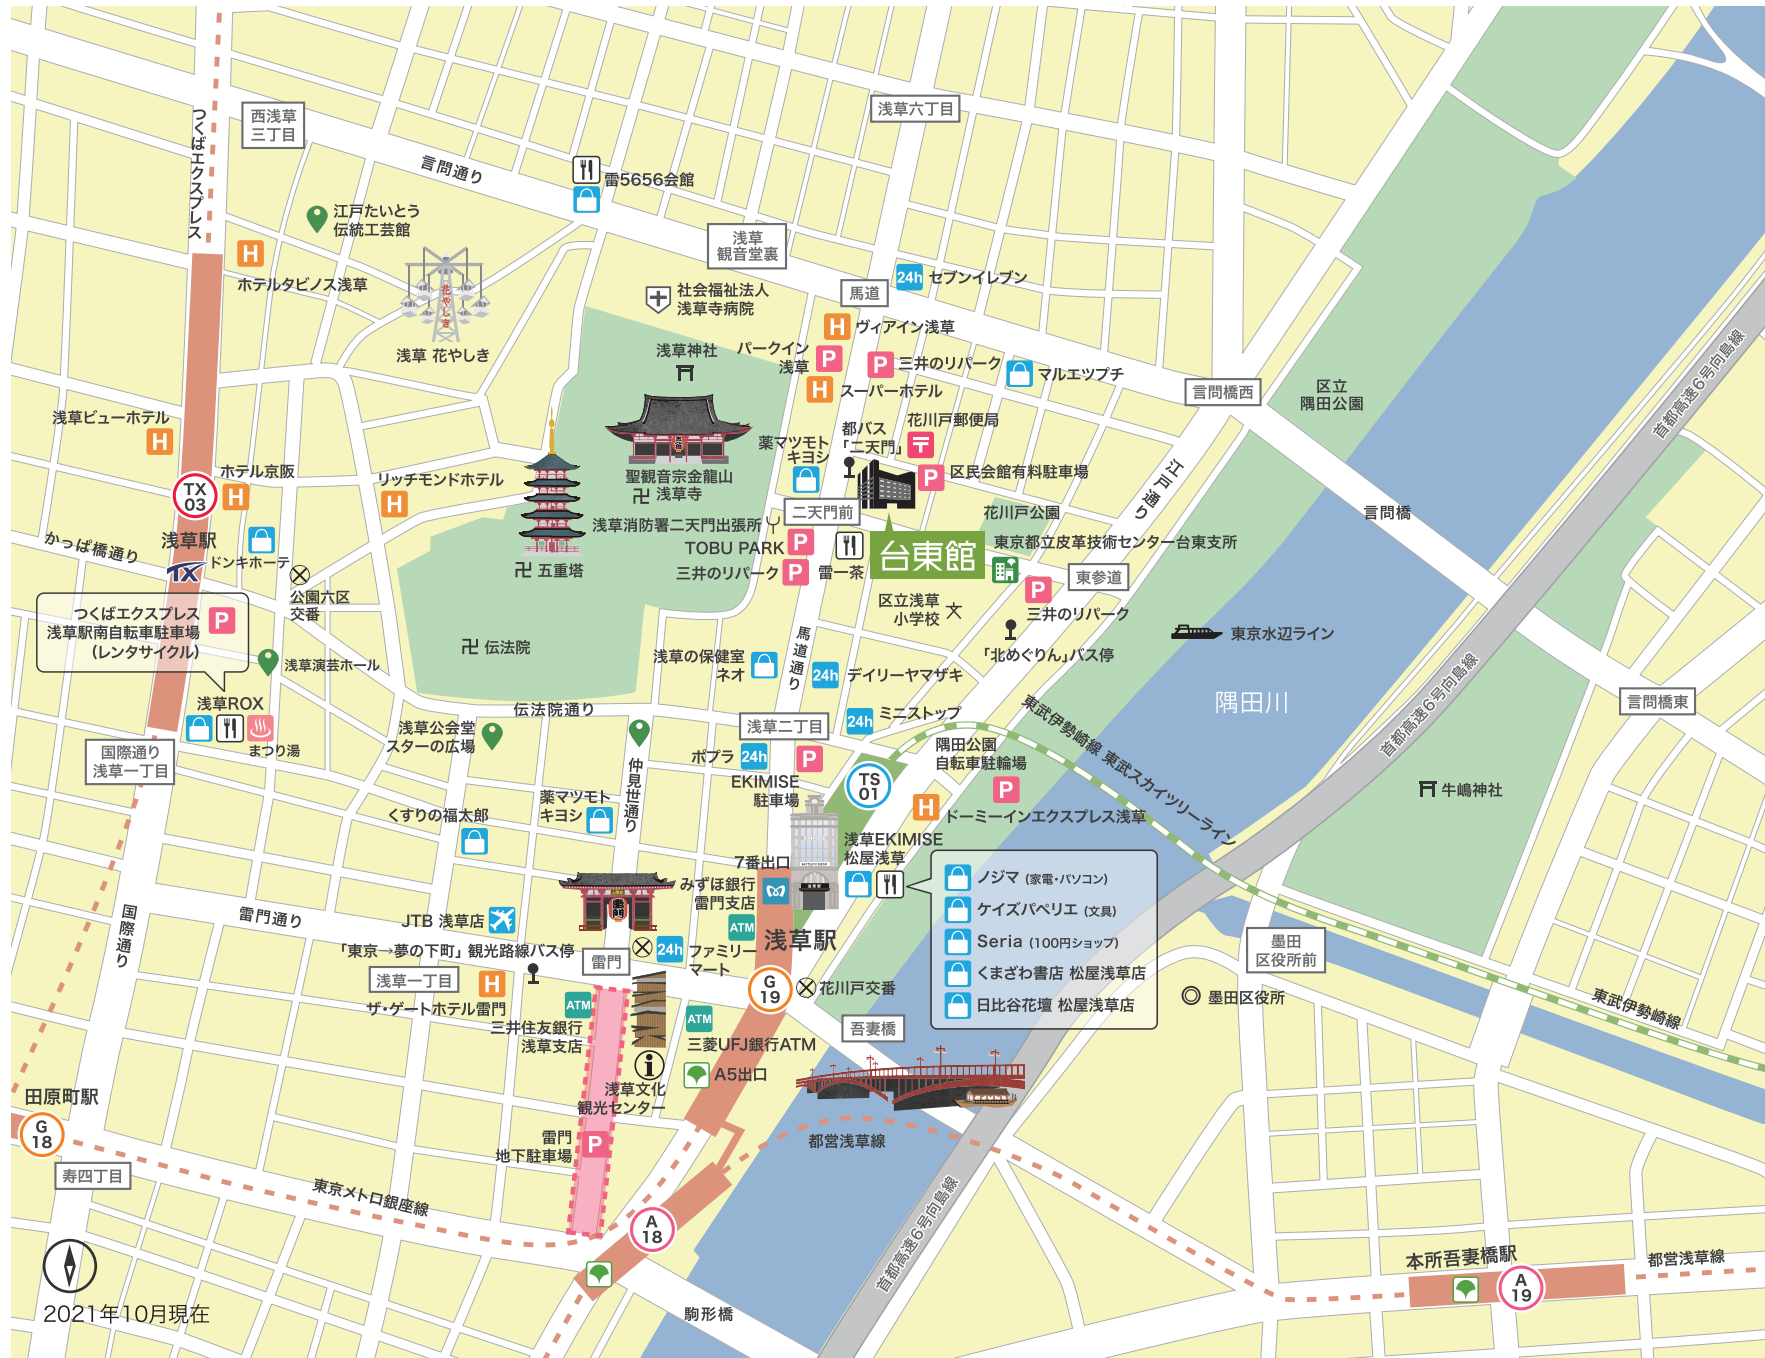 西浅草
三丁目
つくばエクスプレス
言問通り
雷5656会館
浅草六丁目
江戸たいとう
伝統工芸館
H
ホテルタビノス浅草
花やしき
浅草 花やしき
浅草
観音堂裏
社会福祉法人
浅草寺病院
馬道
24h
セブンイレブン
H
ヴィアイン浅草
パークイン
浅草
P
P
三井のリパーク
マルエツプチ
H
スーパーホテル
浅草神社
言問橋西
区立
隅田公園
首都高速6号向島線
浅草ビューホテル
H
花川戸郵便局
都バス
「二天門」
薬マツモト
キヨシ
P
区民会館有料駐車場
聖観音宗金龍山
卍 浅草寺
TX
03
ホテル京阪
H
リッチモンドホテル
H
江戸通り
言問橋
二天門前
花川戸公園
浅草消防署二天門出張所
TOBU PARK
P
台東館
東京都立皮革技術センター台東支所
かっぱ橋通り
浅草駅
TX
ドンキホーテ
卍 五重塔
三井のリパーク
P
雷一茶
東参道
P
三井のリパーク
公園六区
交番
つくばエクスプレス
浅草駅南自転車駐車場
(レンタサイクル)
P
区立浅草
小学校
文
「北めぐりん」バス停
東京水辺ライン
卍 伝法院
馬道通り
浅草演芸ホール
浅草の保健室
ネオ
24h
デイリーヤマザキ
首都高速6号向島線
隅田川
言問橋東
浅草ROX
まつり湯
伝法院通り
浅草公会堂
スターの広場
浅草二丁目
24h
ミニストップ
東武伊勢崎線 東武スカイツリーライン
国際通り
浅草一丁目
ポプラ
24h
P
EKIMISE
駐車場
TS
01
隅田公園
自転車駐輪場
P
仲見世通り
牛嶋神社
くすりの福太郎
薬マツモト
キヨシ
H
ドーミーインエクスプレス浅草
浅草EKIMISE
松屋浅草
7番出口
みずほ銀行
雷門支店
ノジマ (家電・パソコン)
ケイズパペリエ (文具)
Seria (100円ショップ)
くまざわ書店 松屋浅草店
日比谷花壇 松屋浅草店
国際通り
雷門通り
JTB 浅草店
ATM
浅草駅
「東京→夢の下町」 観光路線バス停
雷門
24h
ファミリー
マート
墨田
区役所前
浅草一丁目
H
ザ・ゲートホテル雷門
G
19
花川戸交番
墨田区役所
東武伊勢崎線
ATM
三井住友銀行
浅草支店
ATM
三菱UFJ銀行ATM
吾妻橋
A5出口
浅草文化
観光センター
田原町駅
G
18
雷門
地下駐車場
P
都営浅草線
寿四丁目
東京メトロ銀座線
首都高速6号向島線
A
18
本所吾妻橋駅
A
19
都営浅草線
駒形橋
2021年10月現在